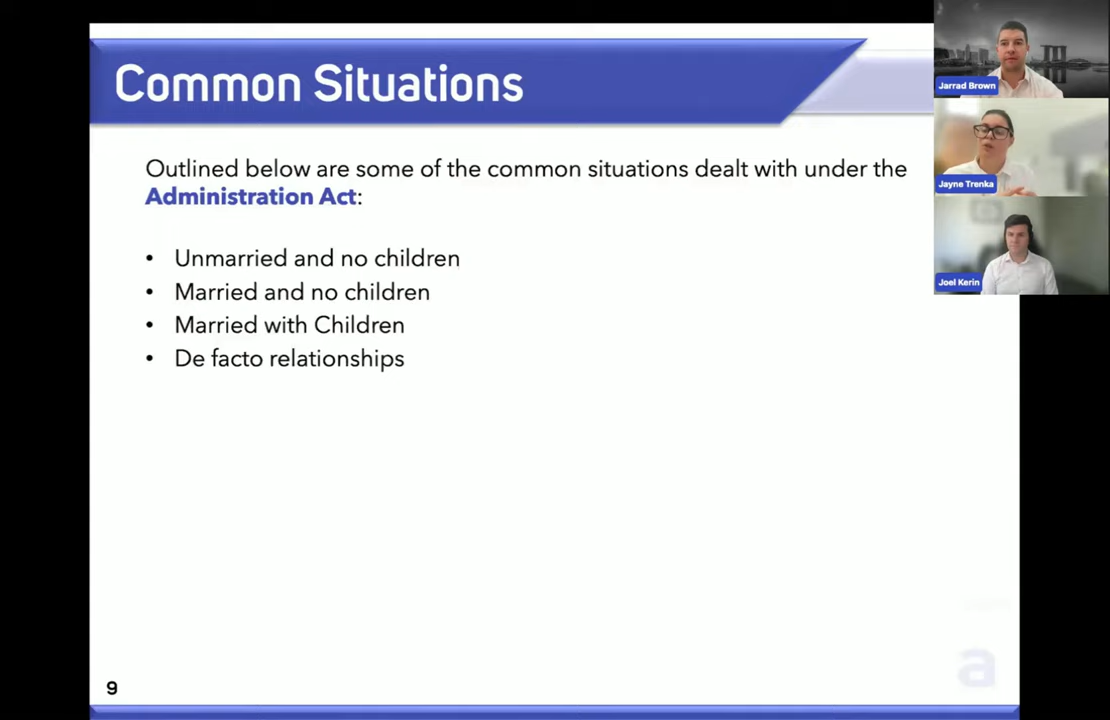 Common Situations
Outlined below are some of the common situations dealt with under the
Administration Act:
• Unmarried and no children
• Married and no children
• Married with Children
• De facto relationships
9
a
Jarrad Brown
Jayne Trenka
Joel Kerin